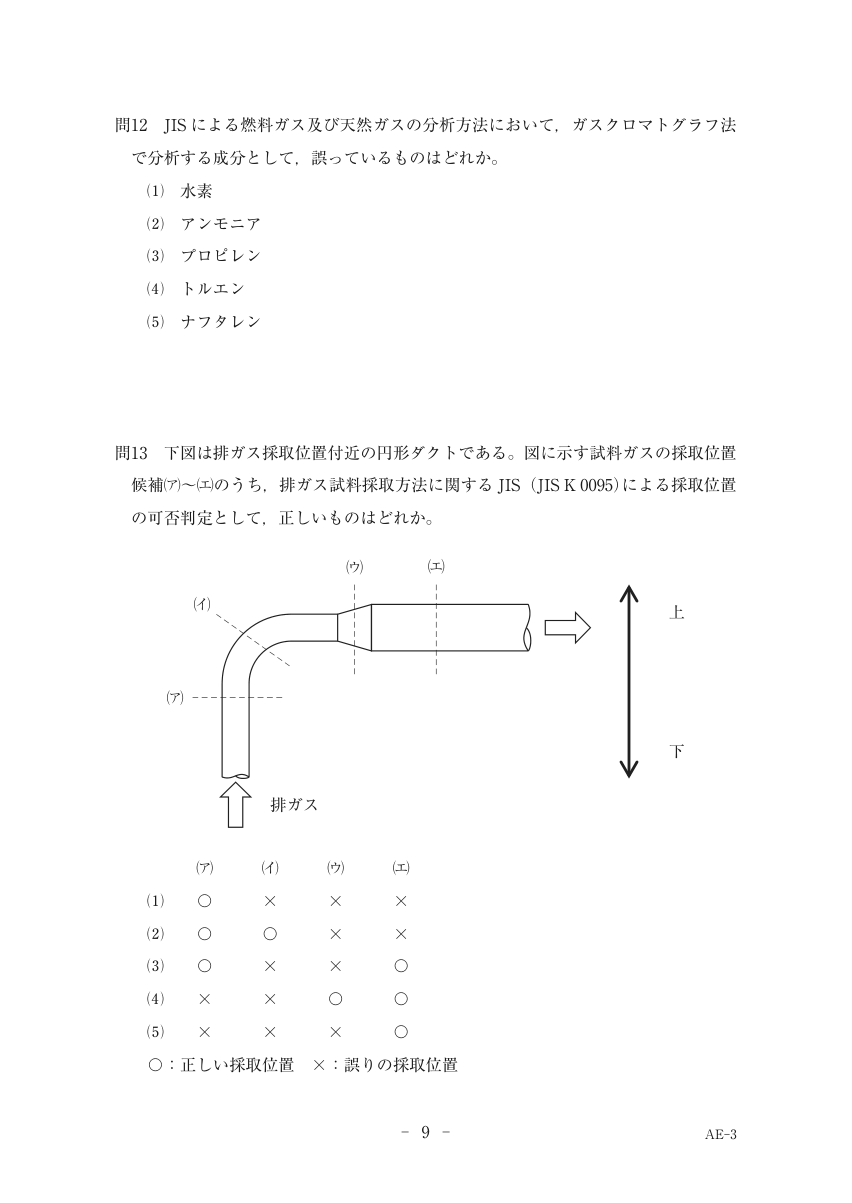 問12　JIS による燃料ガス及び天然ガスの分析方法において，ガスクロマトグラフ法
で分析する成分として，誤っているものはどれか。
⑴　水素
⑵　アンモニア
⑶　プロピレン
⑷　トルエン
⑸　ナフタレン
問13　下図は排ガス採取位置付近の円形ダクトである。図に示す試料ガスの採取位置
候補㋐～㋓のうち，排ガス試料採取方法に関する JIS（JIS K 0095）による採取位置
の可否判定として，正しいものはどれか。
(ウ)　(エ)
(イ)
上
(ア)
下
排ガス
(ア)　(イ)　(ウ)　(エ)
⑴　○　×　×　×
⑵　○　○　×　×
⑶　○　×　×　○
⑷　×　×　○　○
⑸　×　×　×　○
○：正しい採取位置　×：誤りの採取位置
- 9 -
AE-3